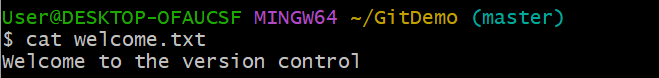 User@DESKTOP-OFAUCSF MINGW64 ~/GitDemo (master)
$ cat welcome.txt
Welcome to the version control